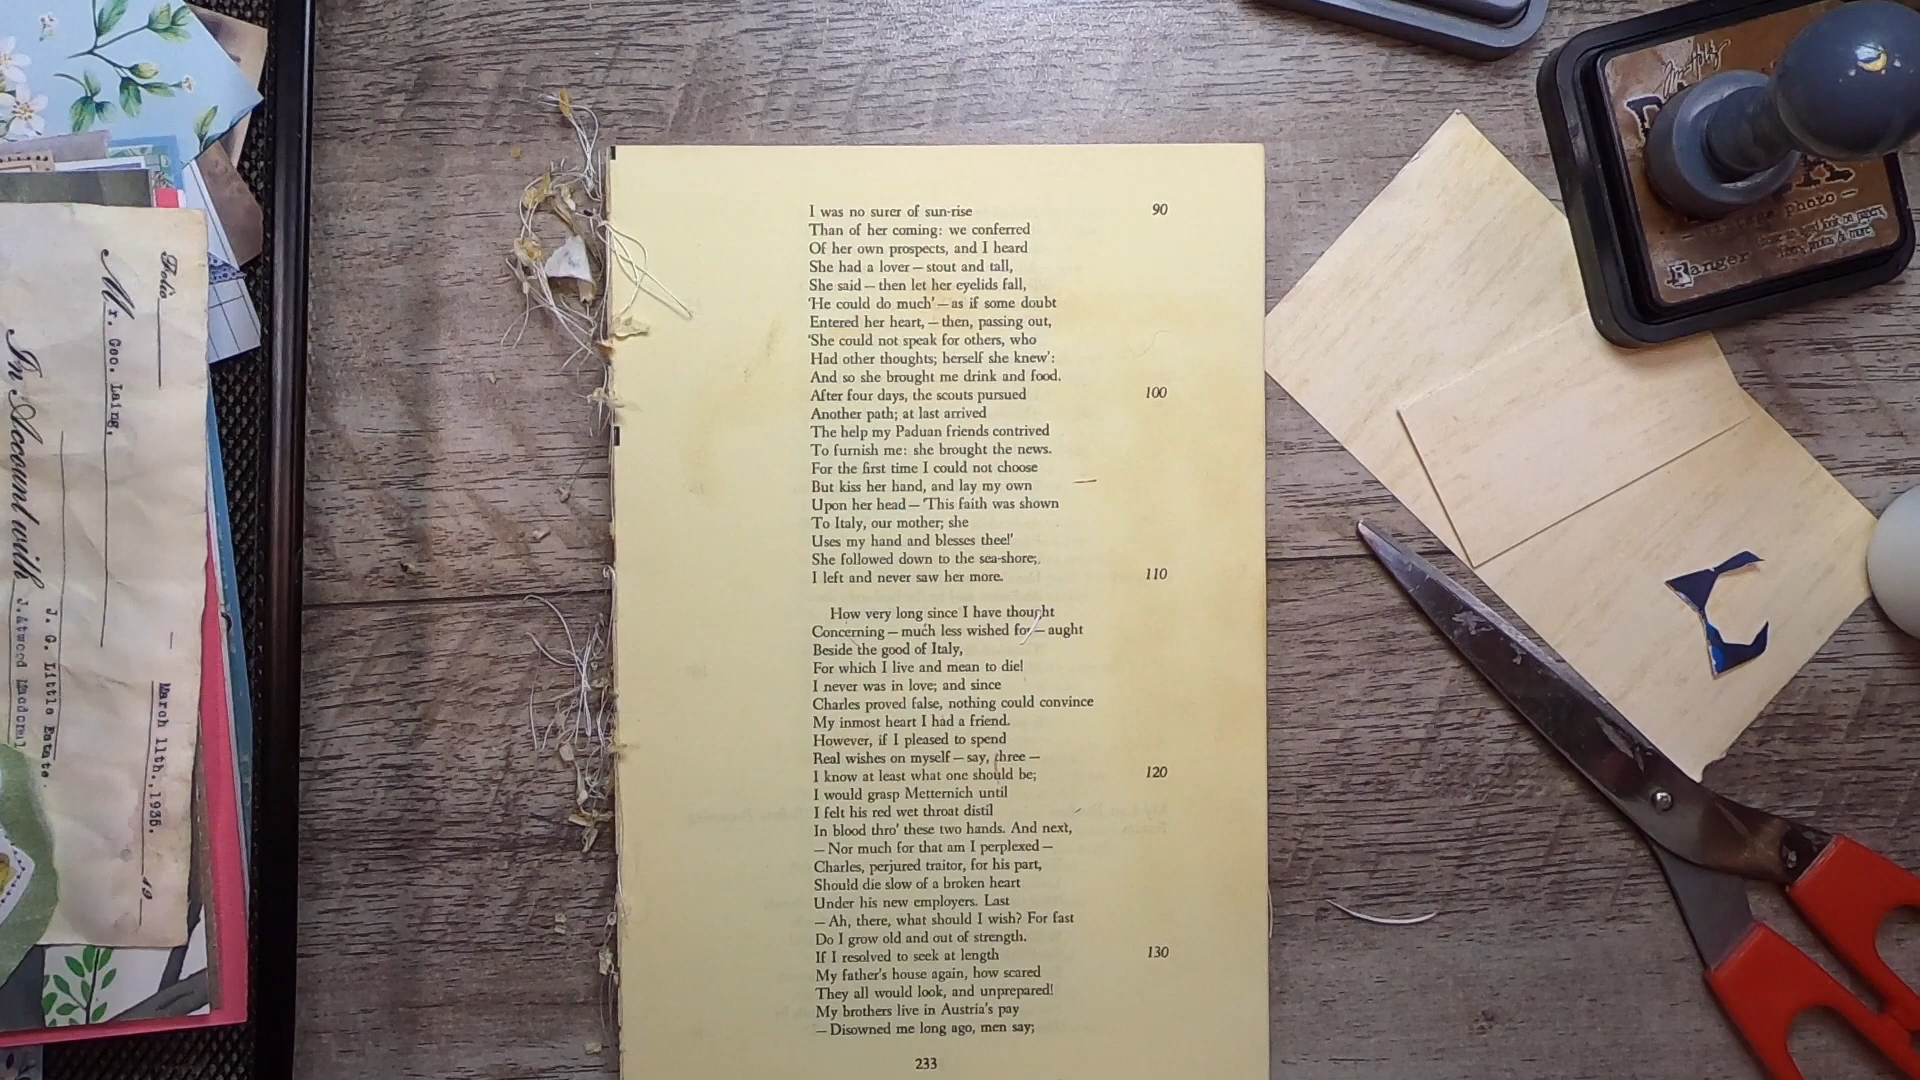 Folio
Mr. Geo. Laing,
In Account with
J. G. Little Estate.
March 11th, 1935.
19
I was no surer of sun-rise 90
Than of her coming: we conferred
Of her own prospects, and I heard
She had a lover — stout and tall,
She said — then let her eyelids fall,
'He could do much' — as if some doubt
Entered her heart, — then, passing out,
'She could not speak for others, who
Had other thoughts; herself she knew':
And so she brought me drink and food.
After four days, the scouts pursued 100
Another path; at last arrived
The help my Paduan friends contrived
To furnish me: she brought the news.
For the first time I could not choose
But kiss her hand, and lay my own
Upon her head — 'This faith was shown
To Italy, our mother; she
Uses my hand and blesses thee!'
She followed down to the sea-shore;
I left and never saw her more. 110
How very long since I have thought
Concerning — much less wished for — aught
Beside the good of Italy,
For which I live and mean to die!
I never was in love; and since
Charles proved false, nothing could convince
My inmost heart I had a friend.
However, if I pleased to spend
Real wishes on myself — say, three —
I know at least what one should be; 120
I would grasp Metternich until
I felt his red wet throat distil
In blood thro' these two hands. And next,
— Nor much for that am I perplexed —
Charles, perjured traitor, for his part,
Should die slow of a broken heart
Under his new employers. Last
— Ah, there, what should I wish? For fast
Do I grow old and out of strength.
If I resolved to seek at length 130
My father's house again, how scared
They all would look, and unprepared!
My brothers live in Austria's pay
— Disowned me long ago, men say;
233
photo
Ranger